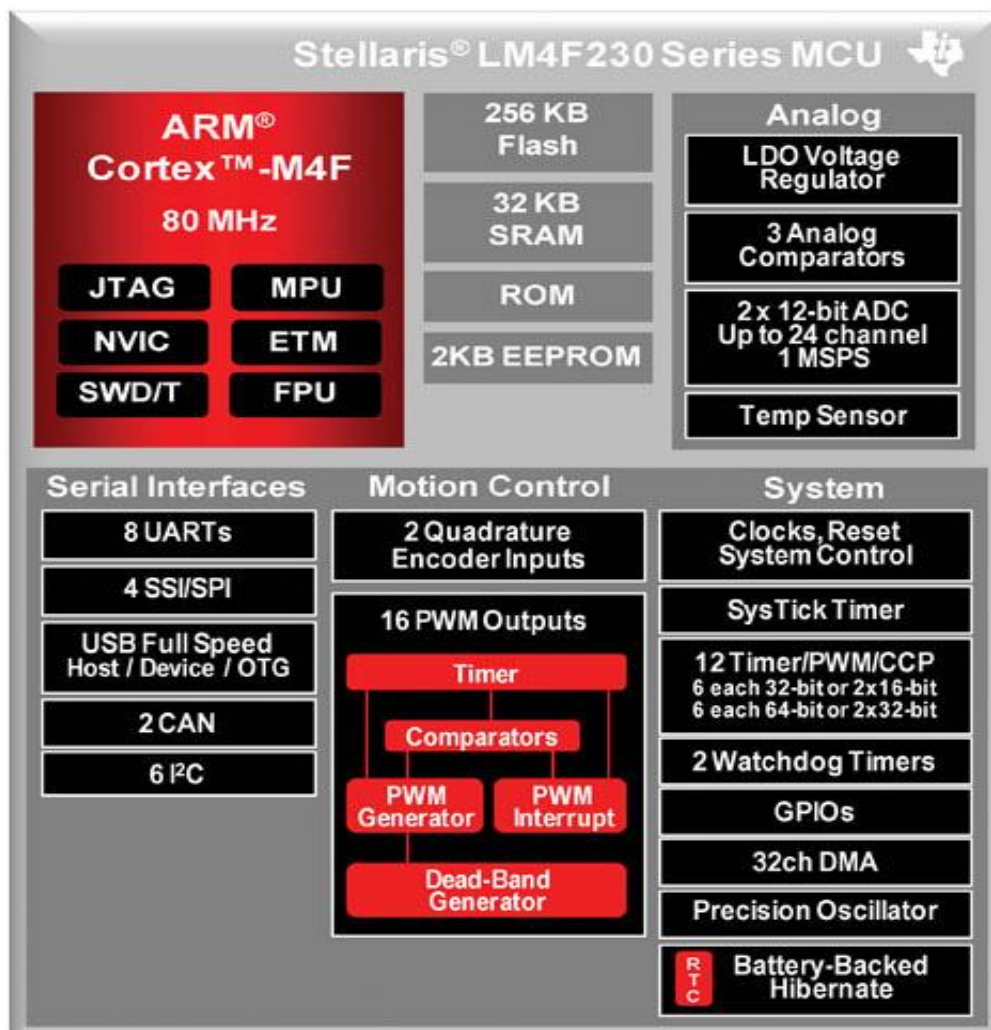 Stellaris® LM4F230 Series MCU
ARM®
Cortex™-M4F
80 MHz
JTAG
MPU
NVIC
ETM
SWD/T
FPU
256 KB
Flash
32 KB
SRAM
ROM
2KB EEPROM
Analog
LDO Voltage
Regulator
3 Analog
Comparators
2 x 12-bit ADC
Up to 24 channel
1 MSPS
Temp Sensor
Serial Interfaces
8 UARTs
4 SSI/SPI
USB Full Speed
Host / Device / OTG
2 CAN
6 I²C
Motion Control
2 Quadrature
Encoder Inputs
16 PWM Outputs
Timer
Comparators
PWM
Generator
PWM
Interrupt
Dead-Band
Generator
System
Clocks, Reset
System Control
SysTick Timer
12 Timer/PWM/CCP
6 each 32-bit or 2x16-bit
6 each 64-bit or 2x32-bit
2 Watchdog Timers
GPIOs
32ch DMA
Precision Oscillator
RTC
Battery-Backed
Hibernate